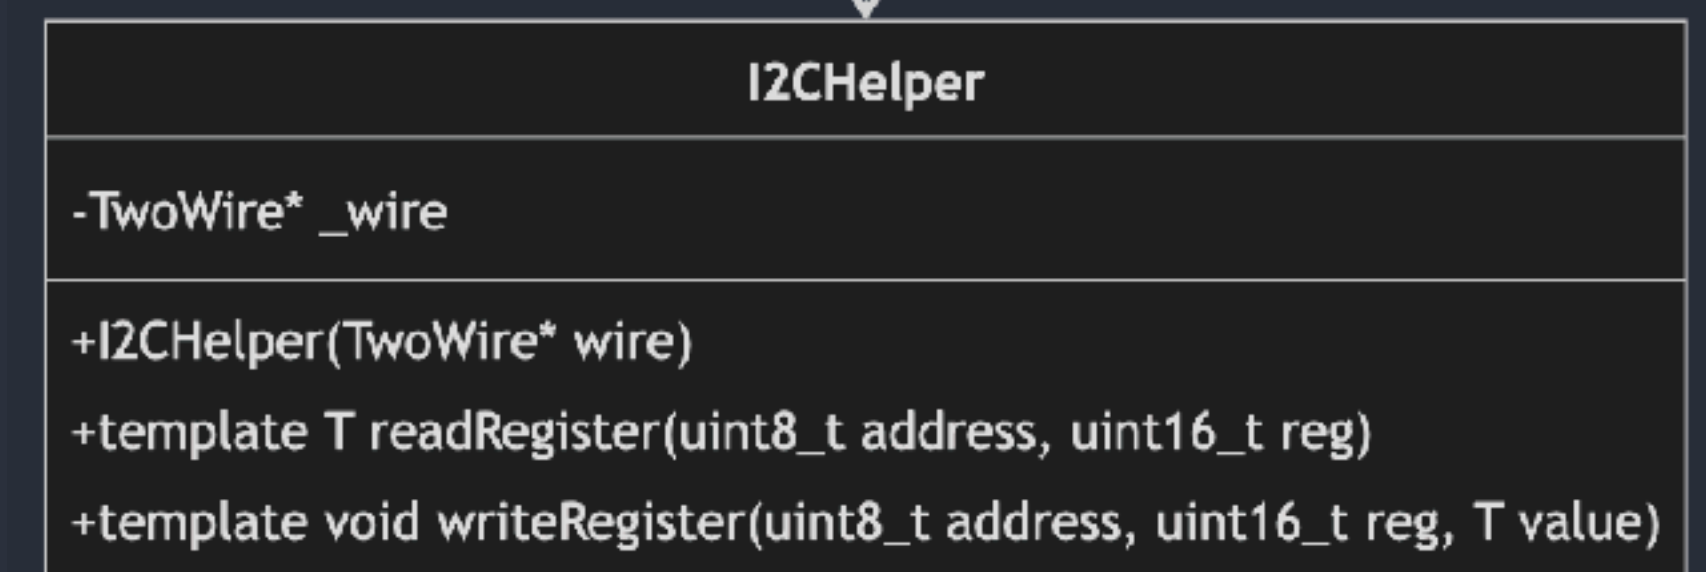 I2CHelper
-TwoWire* _wire
+I2CHelper(TwoWire* wire)
+template T readRegister(uint8_t address, uint16_t reg)
+template void writeRegister(uint8_t address, uint16_t reg, T value)